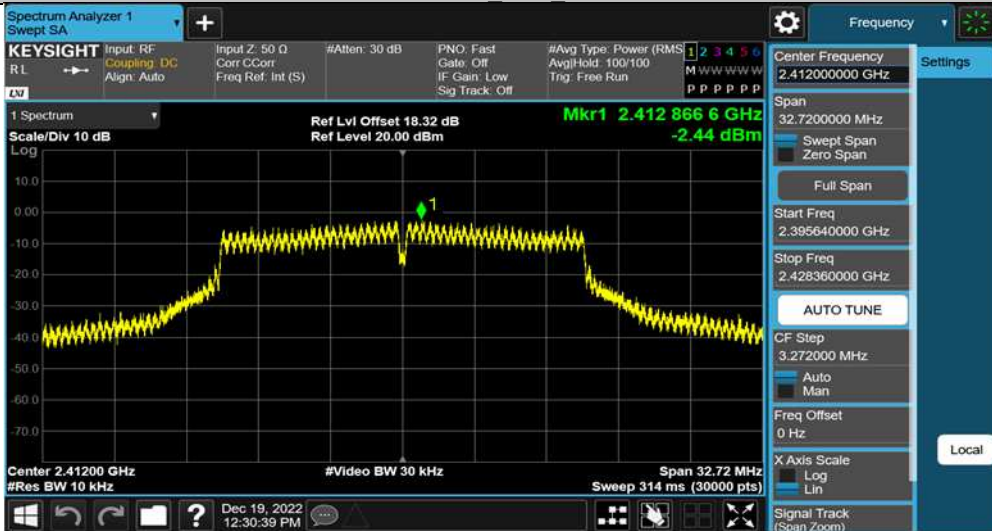 Spectrum Analyzer 1
Swept SA
Frequency
KEYSIGHT
RL
LXI
Input: RF
Coupling: DC
Align: Auto
Input Z: 50 Ω
Corr CCorr
Freq Ref: Int (S)
#Atten: 30 dB
PNO: Fast
Gate: Off
IF Gain: Low
Sig Track: Off
#Avg Type: Power (RMS
Avg|Hold: 100/100
Trig: Free Run
1 2 3 4 5 6
M W W W W W
P P P P P P
1 Spectrum
Scale/Div 10 dB
Log
Ref Lvl Offset 18.32 dB
Ref Level 20.00 dBm
Mkr1 2.412 866 6 GHz
-2.44 dBm
10.0
0.00
-10.0
-20.0
-30.0
-40.0
-50.0
-60.0
-70.0
1
Center 2.41200 GHz
#Res BW 10 kHz
#Video BW 30 kHz
Span 32.72 MHz
Sweep 314 ms (30000 pts)
Dec 19, 2022
12:30:39 PM
Center Frequency
2.412000000 GHz
Span
32.7200000 MHz
Swept Span
Zero Span
Full Span
Start Freq
2.395640000 GHz
Stop Freq
2.428360000 GHz
AUTO TUNE
CF Step
3.272000 MHz
Auto
Man
Freq Offset
0 Hz
X Axis Scale
Log
Lin
Signal Track
(Span Zoom)
Settings
Local